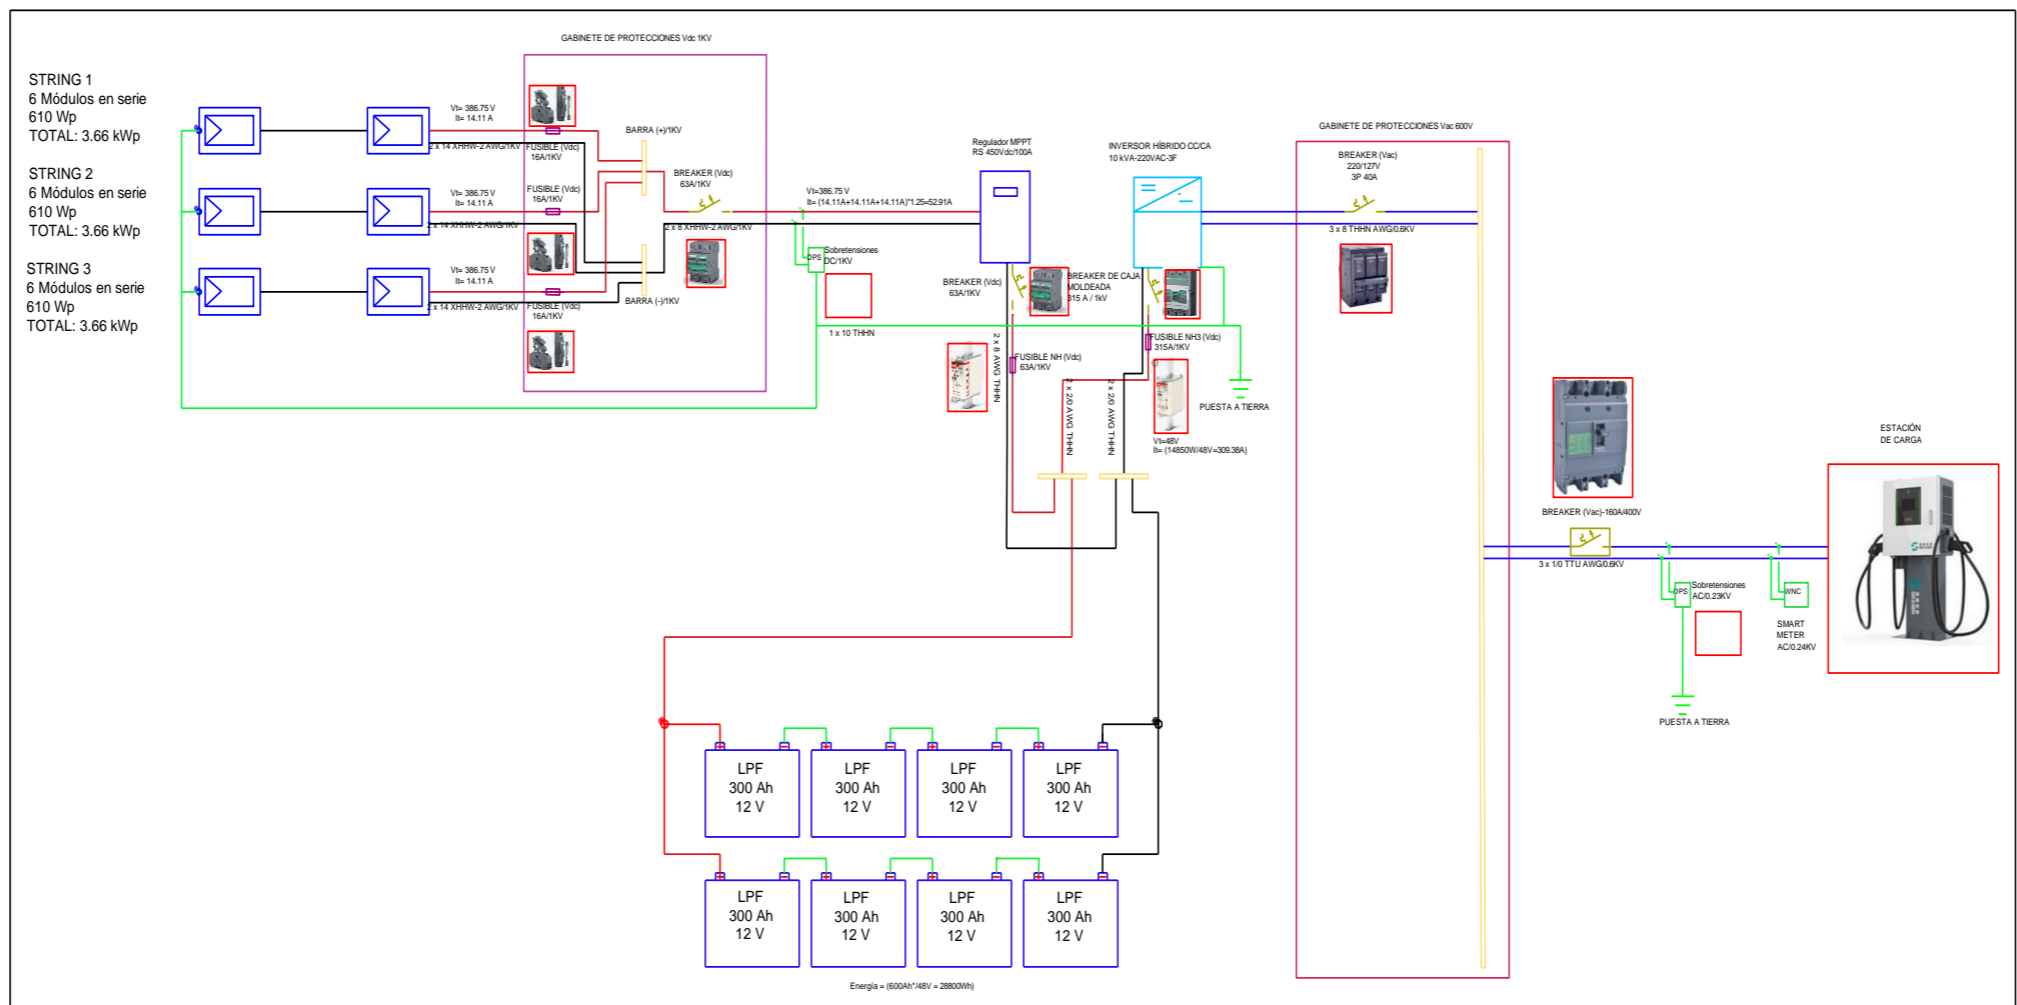 GABINETE DE PROTECCIONES Vdc 1KV
STRING 1
6 Módulos en serie
610 Wp
TOTAL: 3.66 kWp
STRING 2
6 Módulos en serie
610 Wp
TOTAL: 3.66 kWp
STRING 3
6 Módulos en serie
610 Wp
TOTAL: 3.66 kWp
Vt= 386.75 V
It= 14.11 A
2 x 14 XHHW-2 AWG/1KV
FUSIBLE (Vdc)
16A/1KV
Vt= 386.75 V
It= 14.11 A
2 x 14 XHHW-2 AWG/1KV
FUSIBLE (Vdc)
16A/1KV
Vt= 386.75 V
It= 14.11 A
2 x 14 XHHW-2 AWG/1KV
FUSIBLE (Vdc)
16A/1KV
BARRA (+)/1KV
BARRA (-)/1KV
BREAKER (Vdc)
63A/1KV
2 x 8 XHHW-2 AWG/1KV
Vt=386.75 V
It= (14.11A+14.11A+14.11A)*1.25=52.91A
DPS
Sobretensiones
DC/1KV
1 x 10 THHN
Regulador MPPT
RS 450Vdc/100A
INVERSOR HÍBRIDO CC/CA
10 kVA-220VAC-3F
BREAKER (Vdc)
63A/1KV
BREAKER DE CAJA
MOLDEADA
315 A / 1kV
FUSIBLE NH (Vdc)
63A/1KV
FUSIBLE NH3 (Vdc)
315A/1KV
2 x 8 AWG THHN
2 x 2/0 AWG THHN
2 x 2/0 AWG THHN
Vt=48V
It= (14850W/48V=309.38A)
PUESTA A TIERRA
GABINETE DE PROTECCIONES Vac 600V
BREAKER (Vac)
220/127V
3P 40A
3 x 8 THHN AWG/0.6KV
BREAKER (Vac)-160A/400V
3 x 1/0 TTU AWG/0.6KV
DPS
Sobretensiones
AC/0.23KV
PUESTA A TIERRA
WNC
SMART
METER
AC/0.24KV
ESTACIÓN
DE CARGA
LPF
300 Ah
12 V
LPF
300 Ah
12 V
LPF
300 Ah
12 V
LPF
300 Ah
12 V
LPF
300 Ah
12 V
LPF
300 Ah
12 V
LPF
300 Ah
12 V
LPF
300 Ah
12 V
Energía = (600Ah*/48V = 28800Wh)